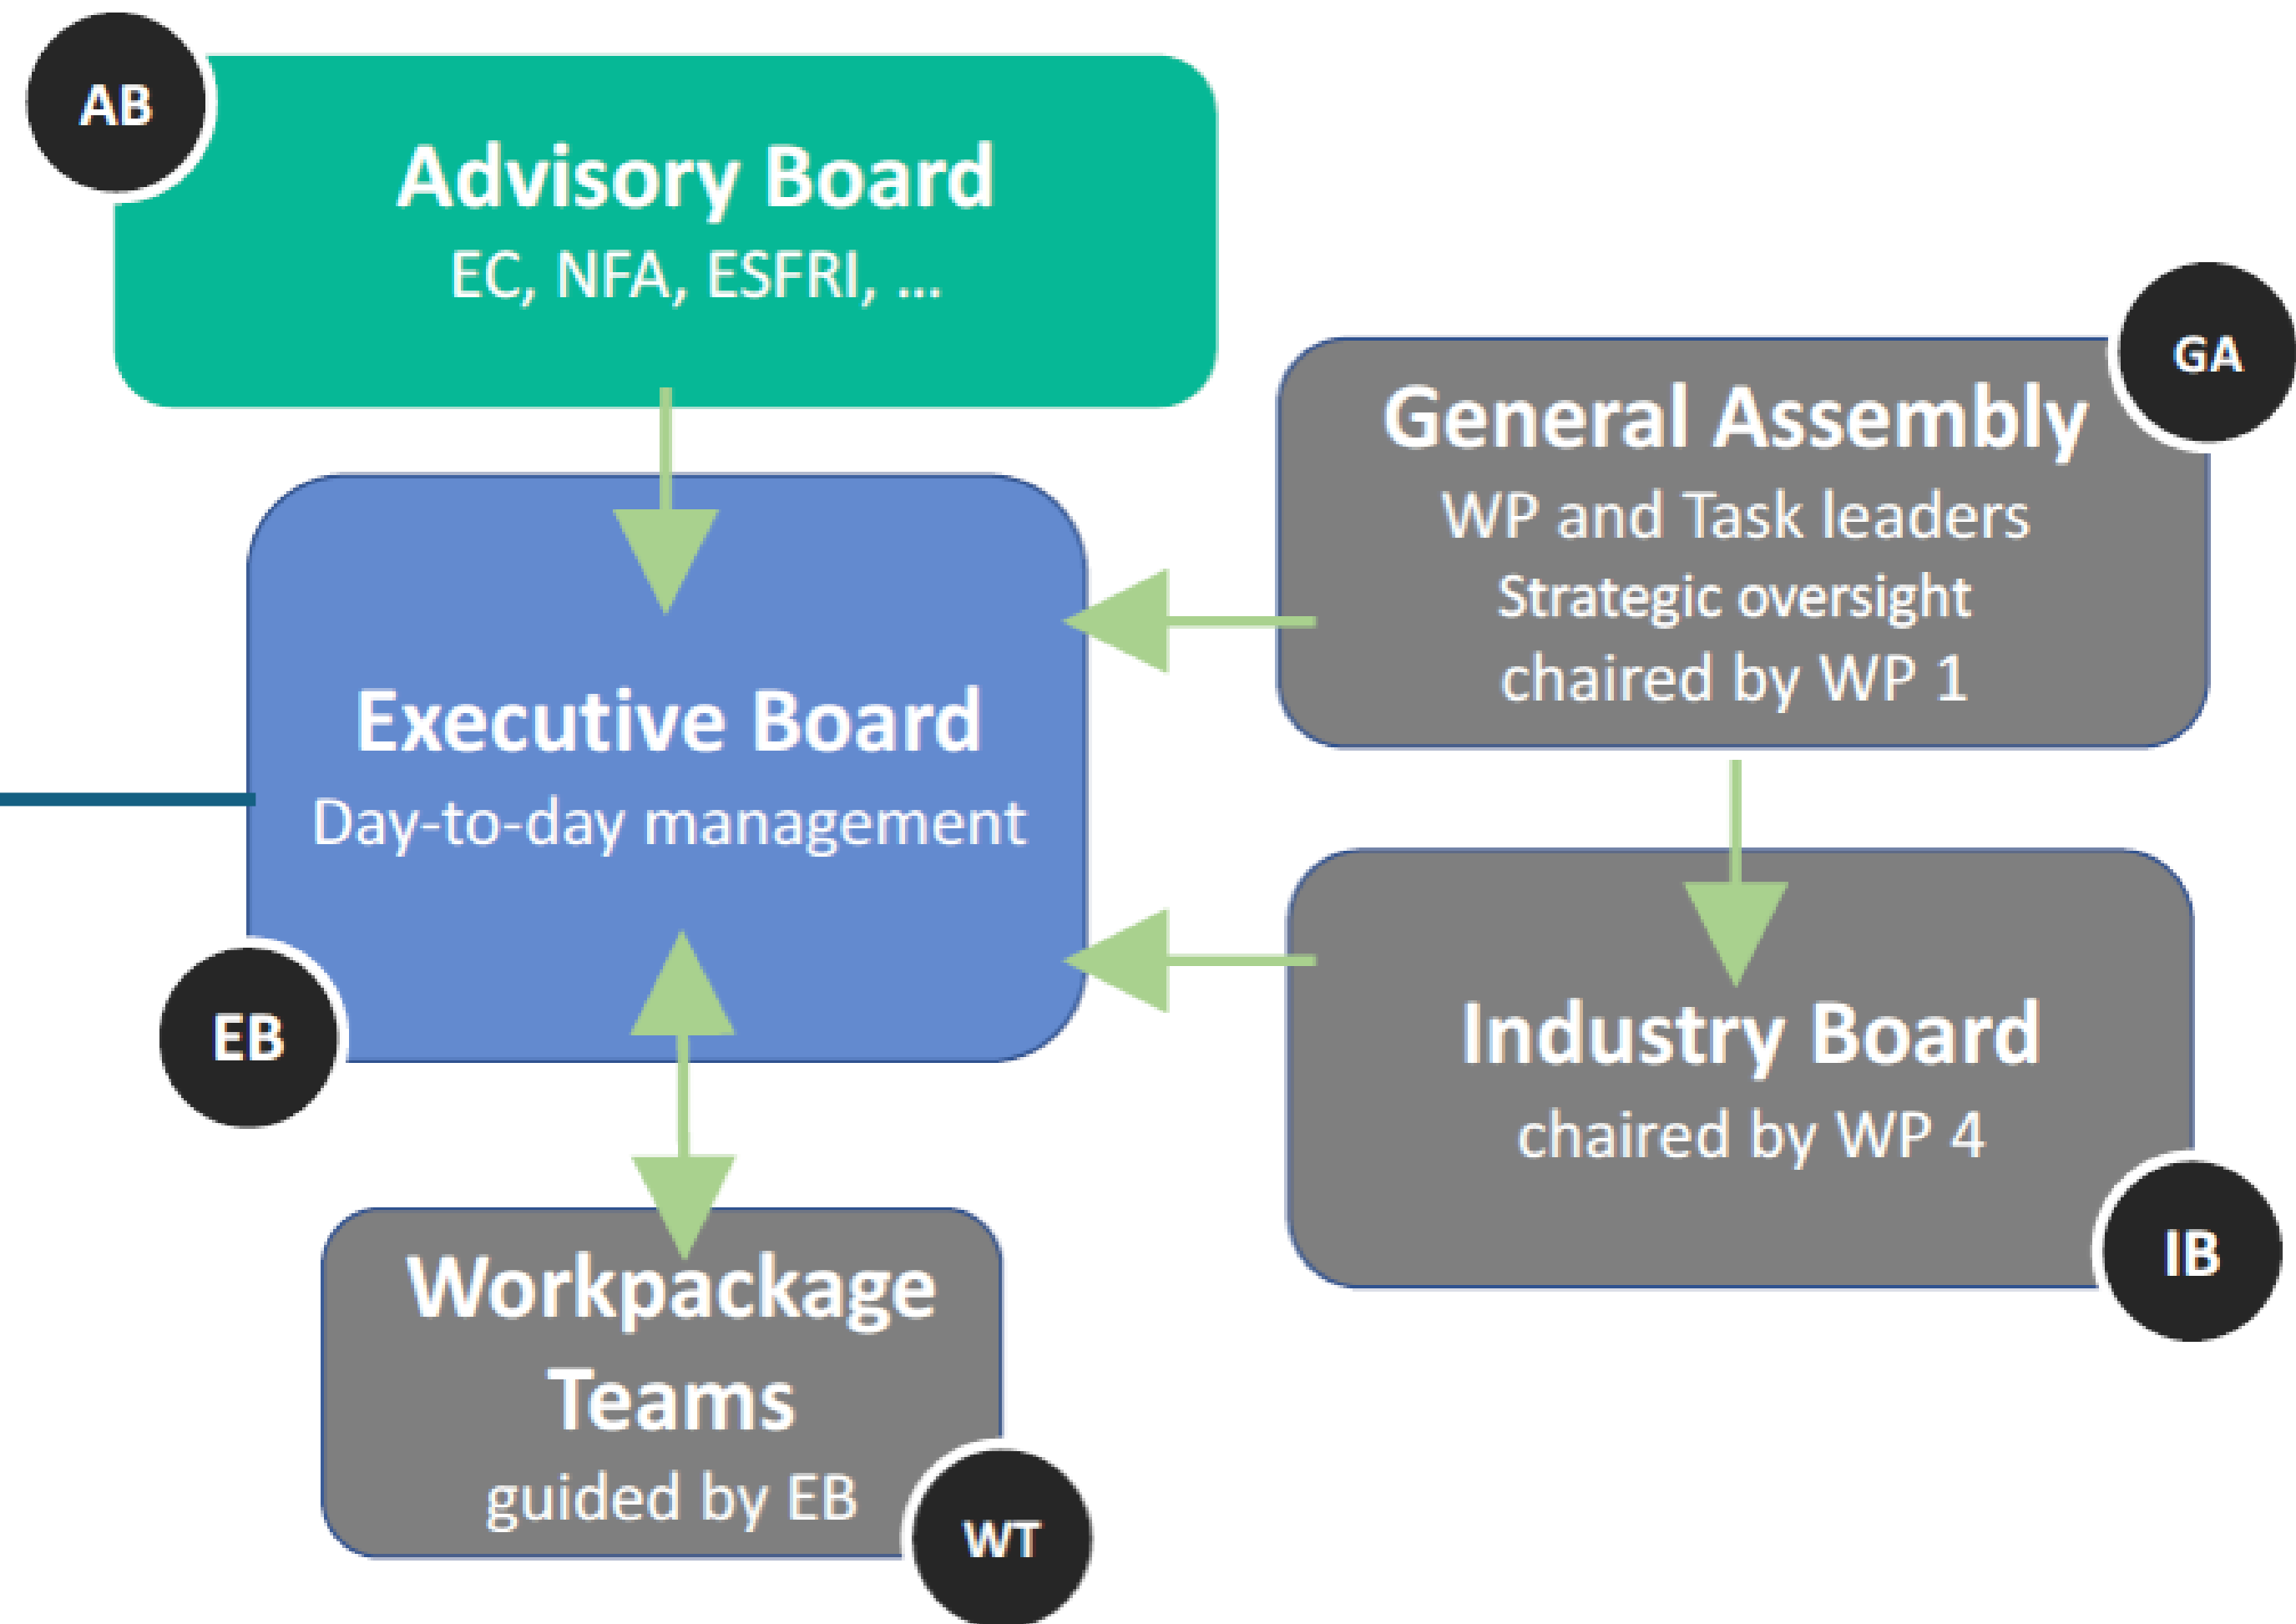 AB
Advisory Board
EC, NFA, ESFRI, ...
GA
General Assembly
WP and Task leaders
Strategic oversight
chaired by WP 1
Executive Board
Day-to-day management
EB
Industry Board
chaired by WP 4
IB
Workpackage
Teams
guided by EB
WT